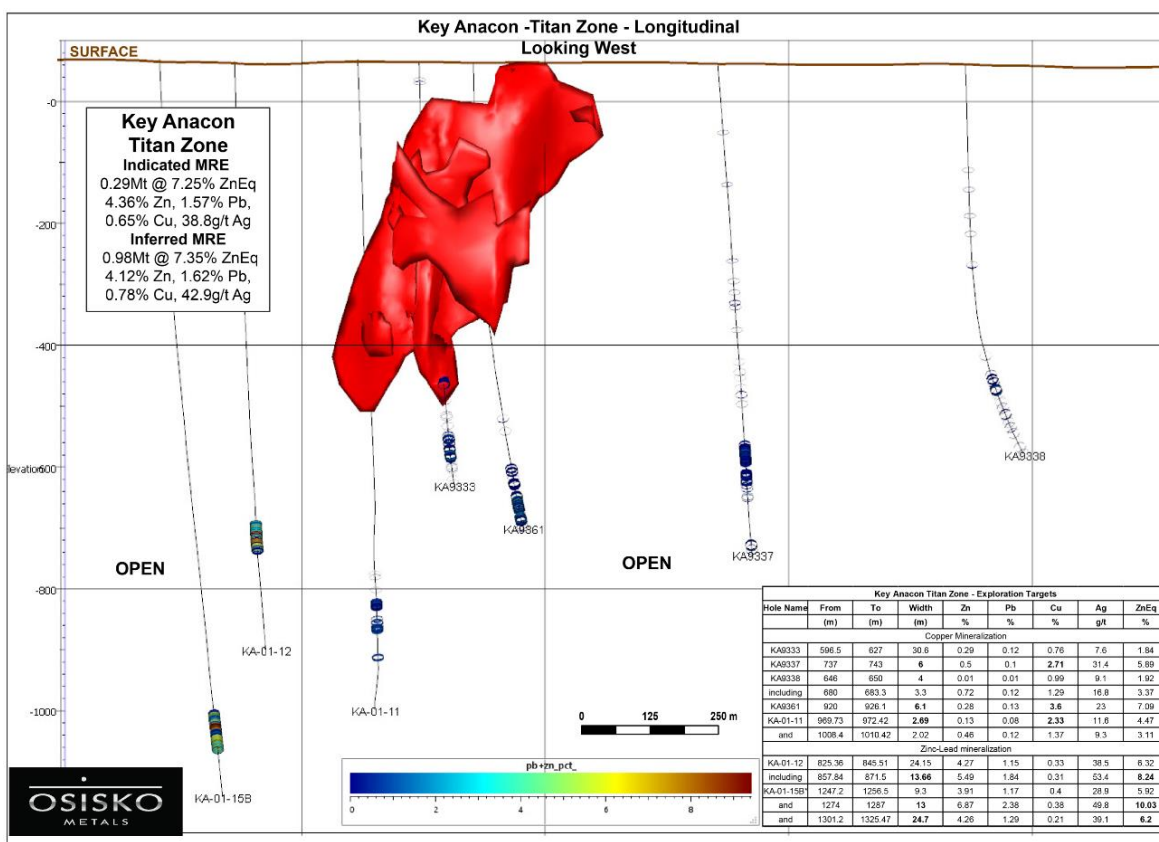 Key Anacon -Titan Zone - Longitudinal
Looking West
SURFACE
Key Anacon
Titan Zone
Indicated MRE
0.29Mt @ 7.25% ZnEq
4.36% Zn, 1.57% Pb,
0.65% Cu, 38.8g/t Ag
Inferred MRE
0.98Mt @ 7.35% ZnEq
4.12% Zn, 1.62% Pb,
0.78% Cu, 42.9g/t Ag
-0
-200
-400
-800
-1000
KA9333
KA9361
KA9337
KA9338
KA-01-12
KA-01-11
KA-01-15B
OPEN
OPEN
0 125 250 m
pb+zn_pct_
0 2 4 6 8
OSISKO
METALS
Key Anacon Titan Zone - Exploration Targets
Hole Name From To Width Zn Pb Cu Ag ZnEq
(m) (m) (m) % % % g/t %
Copper Mineralization
KA9333 596.5 627 30.6 0.29 0.12 0.76 7.6 1.84
KA9337 737 743 6 0.5 0.1 2.71 31.4 5.89
KA9338 646 650 4 0.01 0.01 0.99 9.1 1.92
including 680 683.3 3.3 0.72 0.12 1.29 16.8 3.37
KA9361 920 926.1 6.1 0.28 0.13 3.6 23 7.09
KA-01-11 969.73 972.42 2.69 0.13 0.08 2.33 11.6 4.47
and 1008.4 1010.42 2.02 0.46 0.12 1.37 9.3 3.11
Zinc-Lead mineralization
KA-01-12 825.36 845.51 24.15 4.27 1.15 0.33 38.5 6.32
including 857.84 871.5 13.66 5.49 1.84 0.31 53.4 8.24
KA-01-15B* 1247.2 1256.5 9.3 3.91 1.17 0.4 28.9 5.92
and 1274 1287 13 6.87 2.38 0.38 49.8 10.03
and 1301.2 1325.47 24.7 4.26 1.29 0.21 39.1 6.2